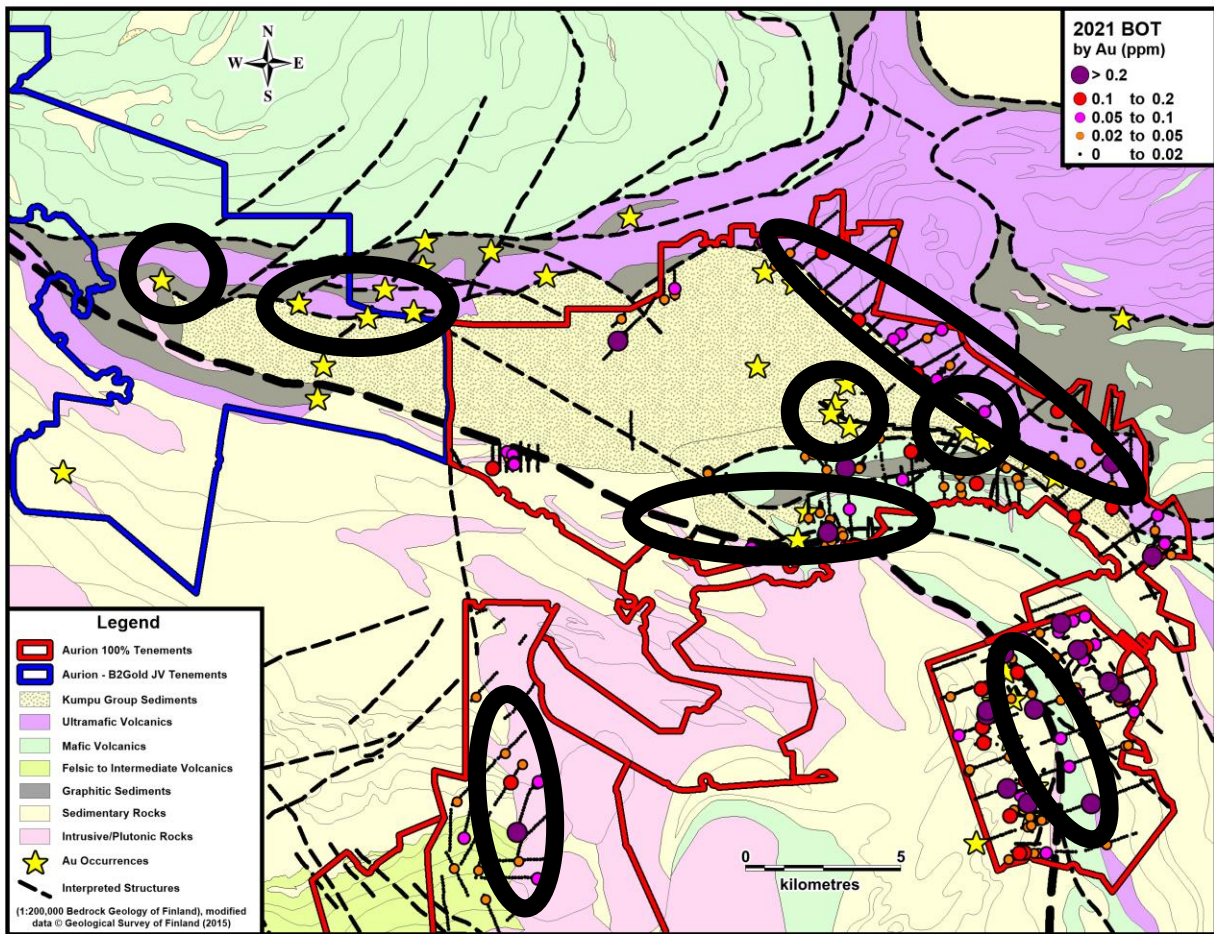 N
W E
S
2021 BOT
by Au (ppm)
> 0.2
0.1 to 0.2
0.05 to 0.1
0.02 to 0.05
0 to 0.02
Legend
Aurion 100% Tenements
Aurion - B2Gold JV Tenements
Kumpu Group Sediments
Ultramafic Volcanics
Mafic Volcanics
Felsic to Intermediate Volcanics
Graphitic Sediments
Sedimentary Rocks
Intrusive/Plutonic Rocks
Au Occurrences
Interpreted Structures
(1:200,000 Bedrock Geology of Finland), modified
data © Geological Survey of Finland (2015)
0 5
kilometres